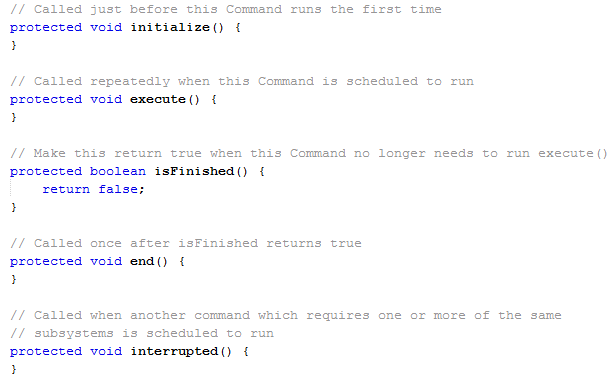 // Called just before this Command runs the first time
protected void initialize() {
}
// Called repeatedly when this Command is scheduled to run
protected void execute() {
}
// Make this return true when this Command no longer needs to run execute()
protected boolean isFinished() {
    return false;
}
// Called once after isFinished returns true
protected void end() {
}
// Called when another command which requires one or more of the same
// subsystems is scheduled to run
protected void interrupted() {
}